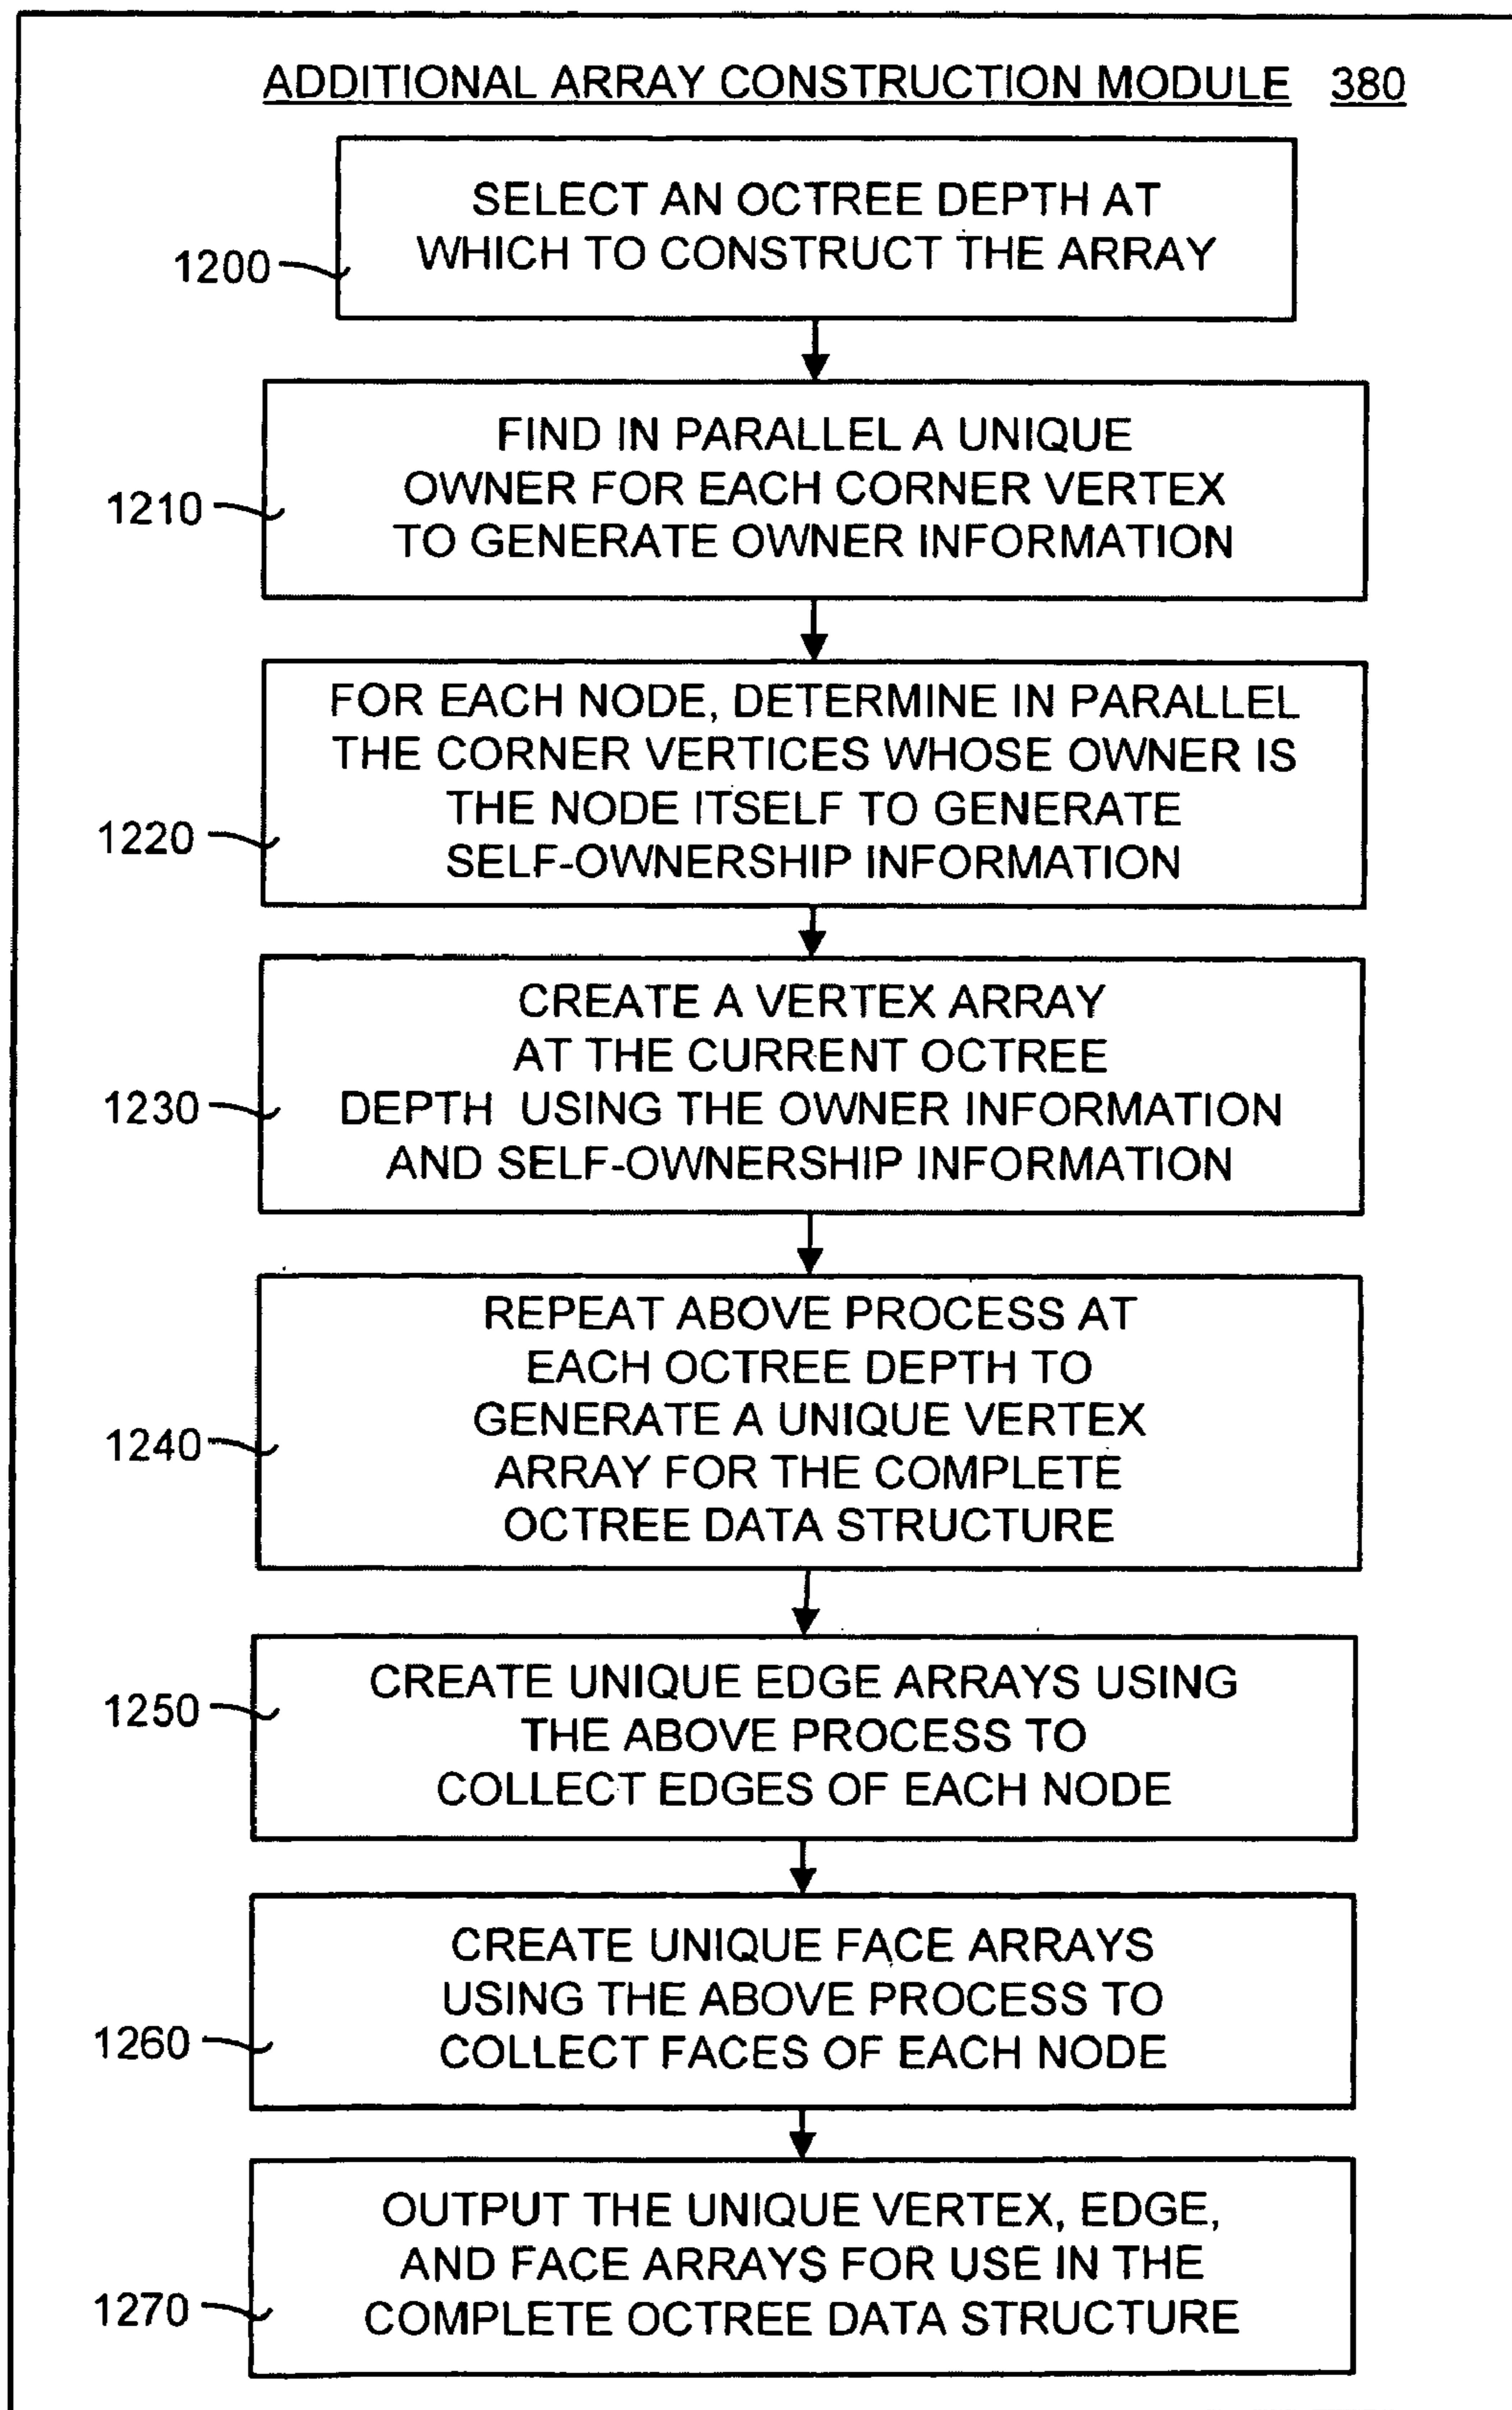 ADDITIONAL ARRAY CONSTRUCTION MODULE 380
SELECT AN OCTREE DEPTH AT
WHICH TO CONSTRUCT THE ARRAY
1200
FIND IN PARALLEL A UNIQUE
OWNER FOR EACH CORNER VERTEX
TO GENERATE OWNER INFORMATION
1210
FOR EACH NODE, DETERMINE IN PARALLEL
THE CORNER VERTICES WHOSE OWNER IS
THE NODE ITSELF TO GENERATE
SELF-OWNERSHIP INFORMATION
1220
CREATE A VERTEX ARRAY
AT THE CURRENT OCTREE
DEPTH USING THE OWNER INFORMATION
AND SELF-OWNERSHIP INFORMATION
1230
REPEAT ABOVE PROCESS AT
EACH OCTREE DEPTH TO
GENERATE A UNIQUE VERTEX
ARRAY FOR THE COMPLETE
OCTREE DATA STRUCTURE
1240
CREATE UNIQUE EDGE ARRAYS USING
THE ABOVE PROCESS TO
COLLECT EDGES OF EACH NODE
1250
CREATE UNIQUE FACE ARRAYS
USING THE ABOVE PROCESS TO
COLLECT FACES OF EACH NODE
1260
OUTPUT THE UNIQUE VERTEX, EDGE,
AND FACE ARRAYS FOR USE IN THE
COMPLETE OCTREE DATA STRUCTURE
1270